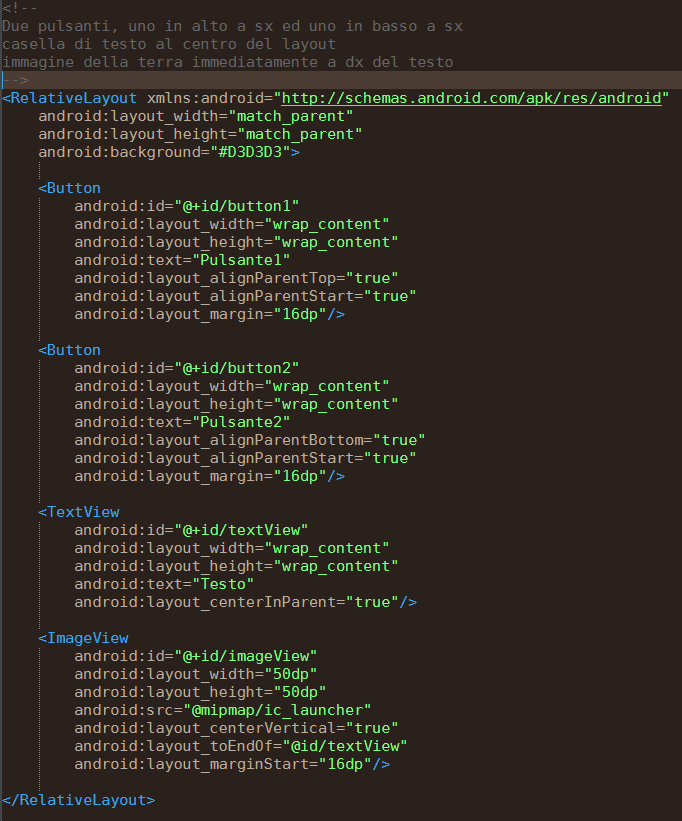 <!--
Due pulsanti, uno in alto a sx ed uno in basso a sx
casella di testo al centro del layout
immagine della terra immediatamente a dx del testo
-->
<RelativeLayout xmlns:android="http://schemas.android.com/apk/res/android"
    android:layout_width="match_parent"
    android:layout_height="match_parent"
    android:background="#D3D3D3">

    <Button
        android:id="@+id/button1"
        android:layout_width="wrap_content"
        android:layout_height="wrap_content"
        android:text="Pulsante1"
        android:layout_alignParentTop="true"
        android:layout_alignParentStart="true"
        android:layout_margin="16dp"/>

    <Button
        android:id="@+id/button2"
        android:layout_width="wrap_content"
        android:layout_height="wrap_content"
        android:text="Pulsante2"
        android:layout_alignParentBottom="true"
        android:layout_alignParentStart="true"
        android:layout_margin="16dp"/>

    <TextView
        android:id="@+id/textView"
        android:layout_width="wrap_content"
        android:layout_height="wrap_content"
        android:text="Testo"
        android:layout_centerInParent="true"/>

    <ImageView
        android:id="@+id/imageView"
        android:layout_width="50dp"
        android:layout_height="50dp"
        android:src="@mipmap/ic_launcher"
        android:layout_centerVertical="true"
        android:layout_toEndOf="@id/textView"
        android:layout_marginStart="16dp"/>

</RelativeLayout>